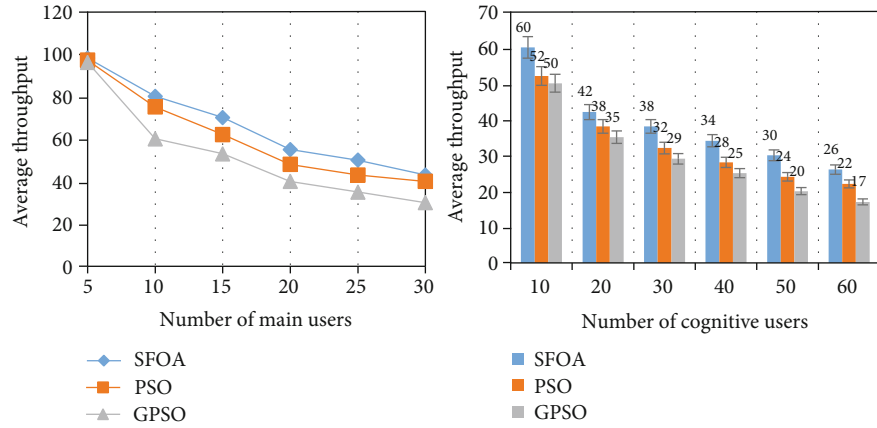 Average throughput
120
100
80
60
40
20
0
5 10 15 20 25 30
Number of main users
SFOA
PSO
GPSO
Average throughput
70
60
50
40
30
20
10
0
60 52 50
42 38 35
38 32 29
34 28 25
30 24 20
26 22 17
10 20 30 40 50 60
Number of cognitive users
SFOA
PSO
GPSO